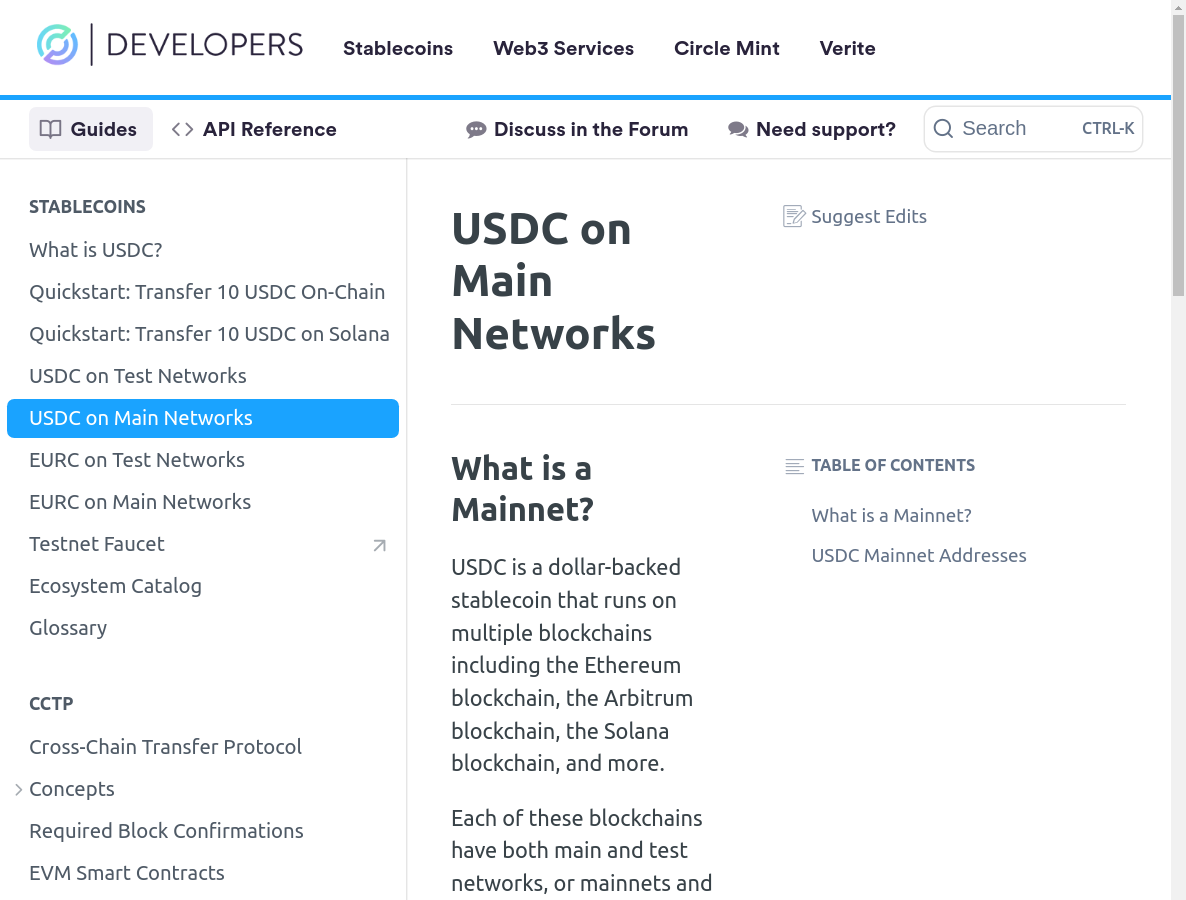 DEVELOPERS
Stablecoins
Web3 Services
Circle Mint
Verite
Guides
API Reference
Discuss in the Forum
Need support?
Search
CTRL-K
STABLECOINS
What is USDC?
Quickstart: Transfer 10 USDC On-Chain
Quickstart: Transfer 10 USDC on Solana
USDC on Test Networks
USDC on Main Networks
EURC on Test Networks
EURC on Main Networks
Testnet Faucet
Ecosystem Catalog
Glossary
CCTP
Cross-Chain Transfer Protocol
Concepts
Required Block Confirmations
EVM Smart Contracts
USDC on
Main
Networks
Suggest Edits
What is a
Mainnet?
USDC is a dollar-backed
stablecoin that runs on
multiple blockchains
including the Ethereum
blockchain, the Arbitrum
blockchain, the Solana
blockchain, and more.
Each of these blockchains
have both main and test
networks, or mainnets and
TABLE OF CONTENTS
What is a Mainnet?
USDC Mainnet Addresses